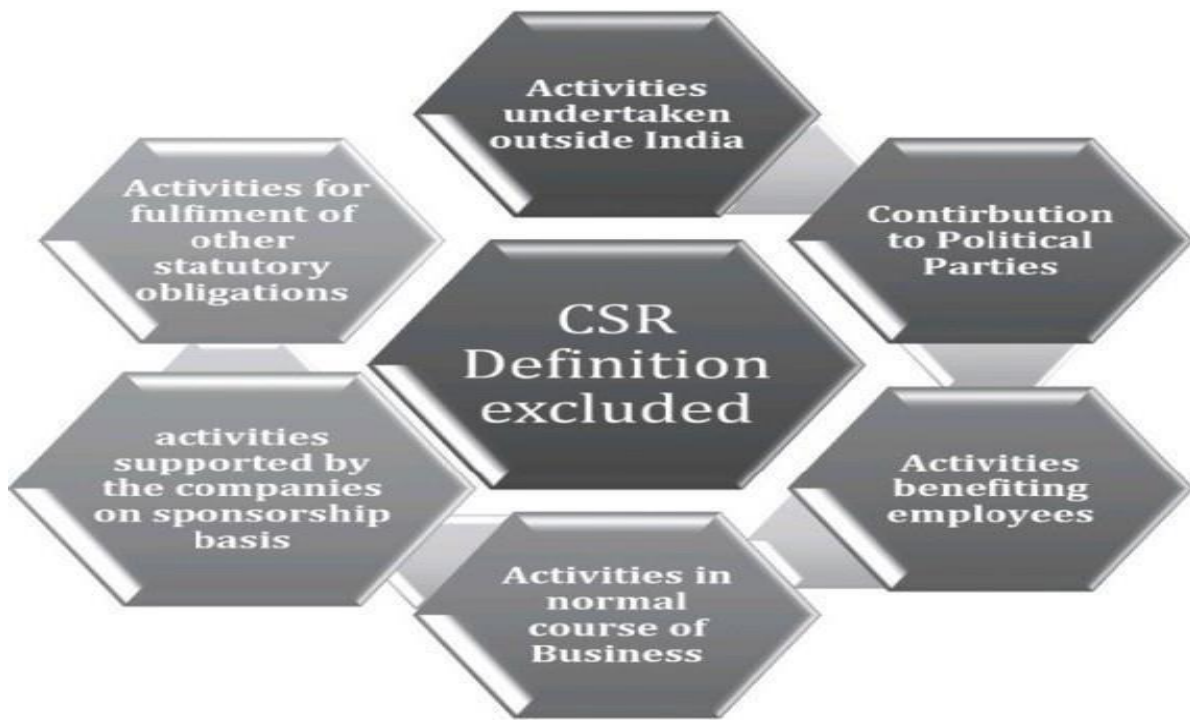 Activities
undertaken
outside India
Contirbution
to Political
Parties
Activities
benefiting
employees
Activities in
normal
course of
Business
activities
supported by
the companies
on sponsorship
basis
Activities for
fulfiment of
other
statutory
obligations
CSR
Definition
excluded